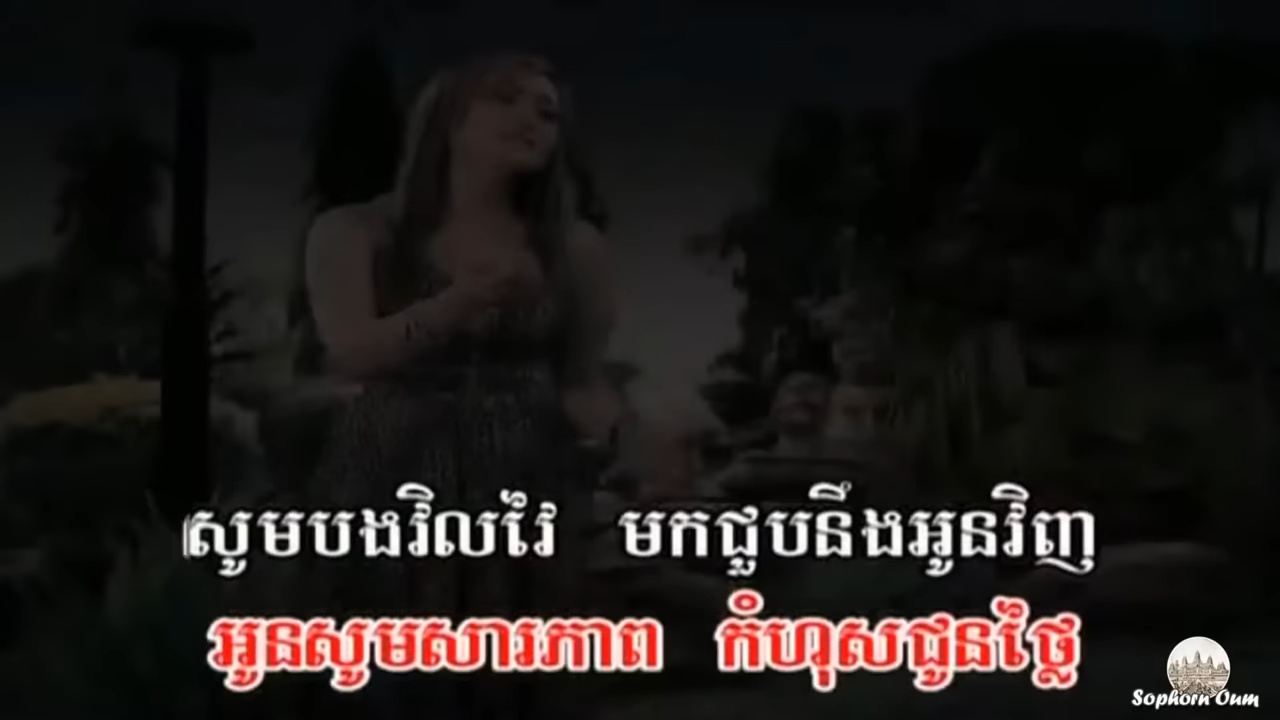 សូមបងវិលវែ មកជួបនឹងអូនវិញ
អូនសូមសារភាព កំហុសជូនថ្លៃ
Sophorn Oum